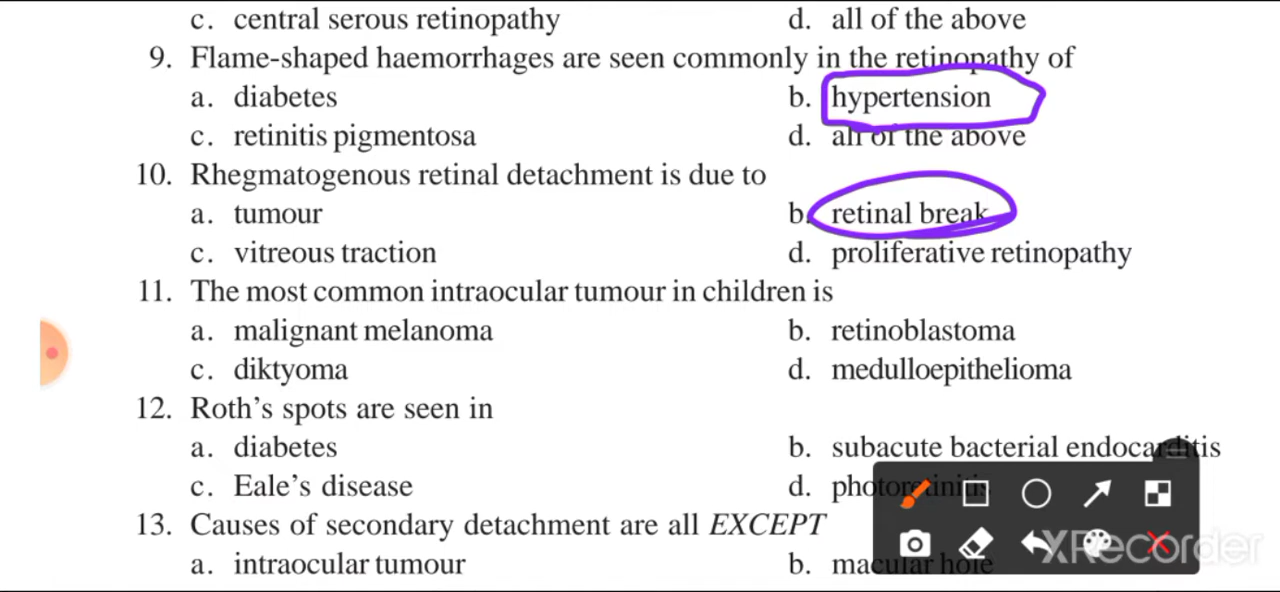 c. central serous retinopathy d. all of the above
9. Flame-shaped haemorrhages are seen commonly in the retinopathy of
a. diabetes b. hypertension
c. retinitis pigmentosa d. all of the above
10. Rhegmatogenous retinal detachment is due to
a. tumour b. retinal break
c. vitreous traction d. proliferative retinopathy
11. The most common intraocular tumour in children is
a. malignant melanoma b. retinoblastoma
c. diktyoma d. medulloepithelioma
12. Roth's spots are seen in
a. diabetes b. subacute bacterial endocarditis
c. Eale's disease d. photoretinitis
13. Causes of secondary detachment are all EXCEPT
a. intraocular tumour b. macular hole
XRecorder